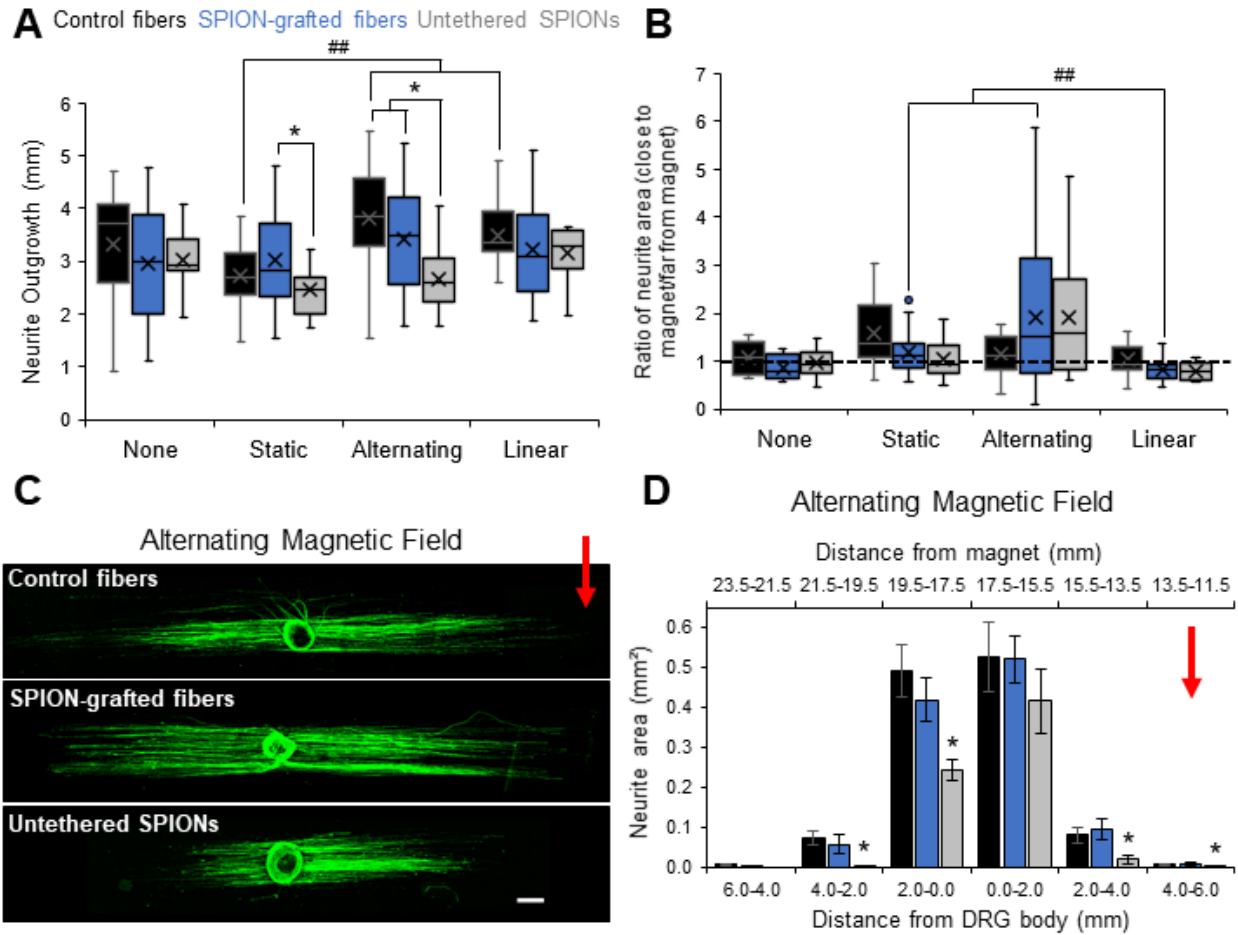 A Control fibers SPION-grafted fibers Untethered SPIONs
##
*
*
Neurite Outgrowth (mm)
6
5
4
3
2
1
0
None Static Alternating Linear
B
##
Ratio of neurite area (close to
magnet/far from magnet)
7
6
5
4
3
2
1
0
None Static Alternating Linear
C
Alternating Magnetic Field
Control fibers
SPION-grafted fibers
Untethered SPIONs
D
Alternating Magnetic Field
Distance from magnet (mm)
23.5-21.5 21.5-19.5 19.5-17.5 17.5-15.5 15.5-13.5 13.5-11.5
Neurite area (mm²)
0.6
0.5
0.4
0.3
0.2
0.1
0.0
* * * *
6.0-4.0 4.0-2.0 2.0-0.0 0.0-2.0 2.0-4.0 4.0-6.0
Distance from DRG body (mm)